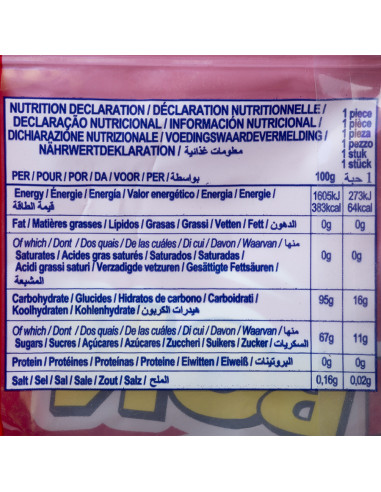 NUTRITION DECLARATION / DÉCLARATION NUTRITIONNELLE /
DECLARAÇÃO NUTRICIONAL / INFORMACIÓN NUTRICIONAL /
DICHIARAZIONE NUTRIZIONALE / VOEDINGSWAARDEVERMELDING /
NÄHRWERTDEKLARATION / معلومات غذائية
1 piece
1 pièce
1 pieza
1 pezzo
1 stuk
1 stück
PER / POUR / POR / DA / VOOR / PER / بواسطة 100g 1 حبة
Energy / Énergie / Energía / Valor energético / Energia / Energie / 1605kJ 273kJ
قيمة الطاقة 383kcal 64kcal
Fat / Matières grasses / Lípidos / Grasas / Grassi / Vetten / Fett / الدهون 0g 0g
Of which / Dont / Dos quais / De las cuáles / Di cui / Davon / Waarvan / منها
Saturates / Acides gras saturés / Saturados / Saturadas /
Acidi grassi saturi / Verzadigde vetzuren / Gesättigte Fettsäuren / 0g 0g
المشبعة
Carbohydrate / Glucides / Hidratos de carbono / Carboidrati /
Koolhydraten / Kohlenhydrate / هيدرات الكربون 95g 16g
Of which / Dont / Dos quais / De las cuáles / Di cui / Davon / Waarvan / منها
Sugars / Sucres / Açúcares / Azúcares / Zuccheri / Suikers / Zucker / السكريات 67g 11g
Protein / Protéines / Proteínas / Proteine / Eiwitten / Eiweiß / البروتينات 0g 0g
Salt / Sel / Sal / Sale / Zout / Salz / الملح 0,16g 0,02g